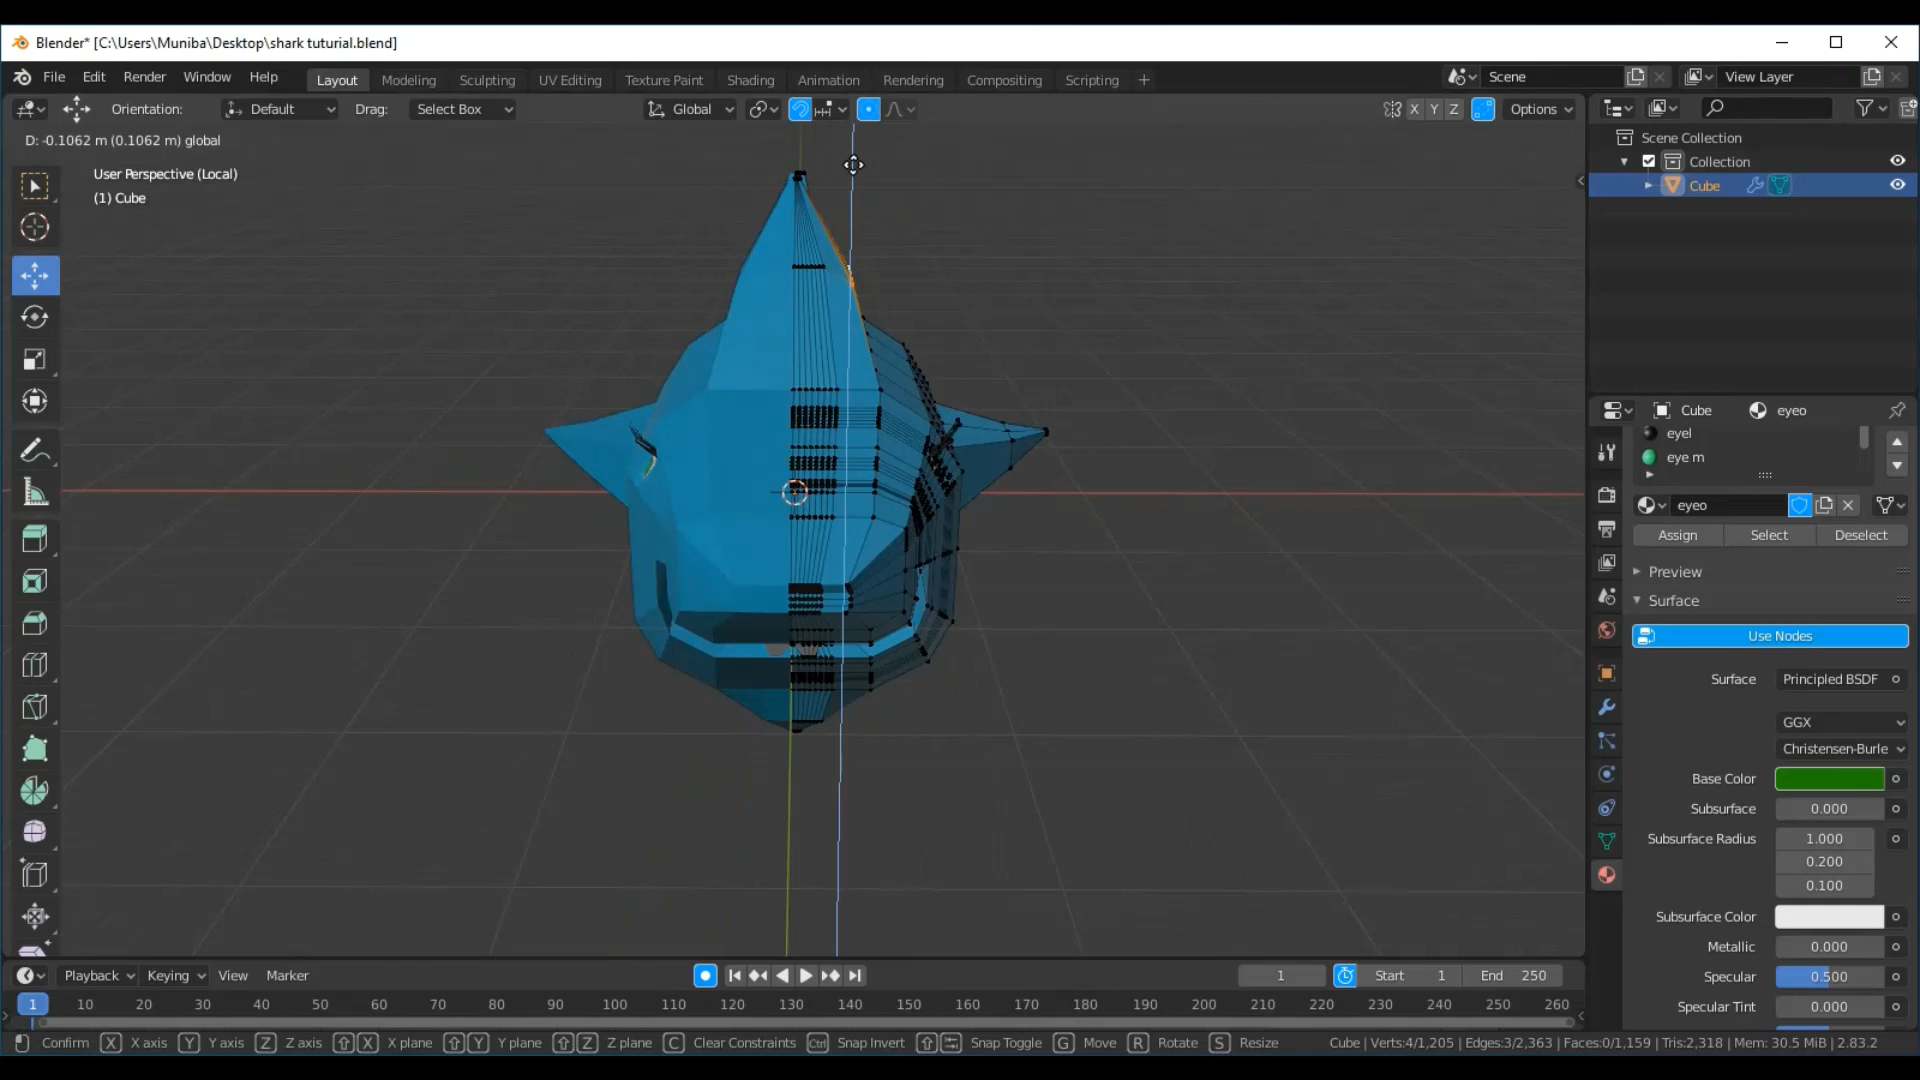 Blender* [C:\Users\Muniba\Desktop\shark tuturial.blend]
File Edit Render Window Help Layout Modeling Sculpting UV Editing Texture Paint Shading Animation Rendering Compositing Scripting + Scene View Layer
Orientation: Default Drag: Select Box Global X Y Z Options
D: -0.1062 m (0.1062 m) global
User Perspective (Local)
(1) Cube
Scene Collection
Collection
Cube
Cube eyeo
eyel
eye m
eyeo
Assign Select Deselect
Preview
Surface
Use Nodes
Surface Principled BSDF
GGX
Christensen-Burle
Base Color
Subsurface 0.000
Subsurface Radius 1.000
0.200
0.100
Subsurface Color
Metallic 0.000
Specular 0.500
Specular Tint 0.000
Playback Keying View Marker 1 Start 1 End 250
1 10 20 30 40 50 60 70 80 90 100 110 120 130 140 150 160 170 180 190 200 210 220 230 240 250 260
Confirm X X axis Y Y axis Z Z axis X X plane Y Y plane Z Z plane C Clear Constraints Ctrl Snap Invert Snap Toggle G Move R Rotate S Resize Cube | Verts:4/1,205 | Edges:3/2,363 | Faces:0/1,159 | Tris:2,318 | Mem: 30.5 MiB | 2.83.2